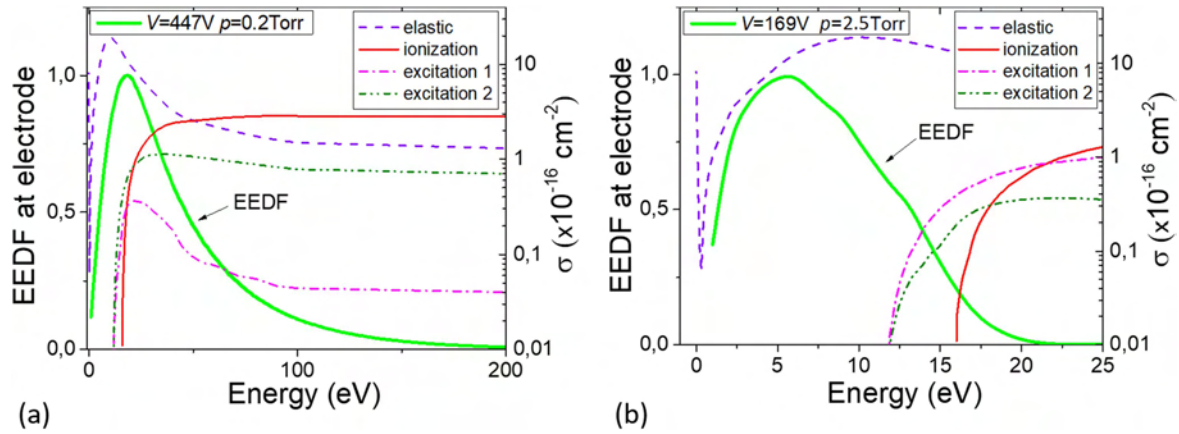 V=447V p=0.2Torr
elastic
ionization
excitation 1
excitation 2
EEDF at electrode
1,0
0,5
0,0
EEDF
10
1
0,1
0,01
σ (x10⁻¹⁶ cm⁻²)
0 50 100 150 200
Energy (eV)
(a)
V=169V p=2.5Torr
elastic
ionization
excitation 1
excitation 2
EEDF at electrode
1,0
0,5
0,0
EEDF
10
1
0,1
0,01
σ (x10⁻¹⁶ cm⁻²)
0 5 10 15 20 25
Energy (eV)
(b)